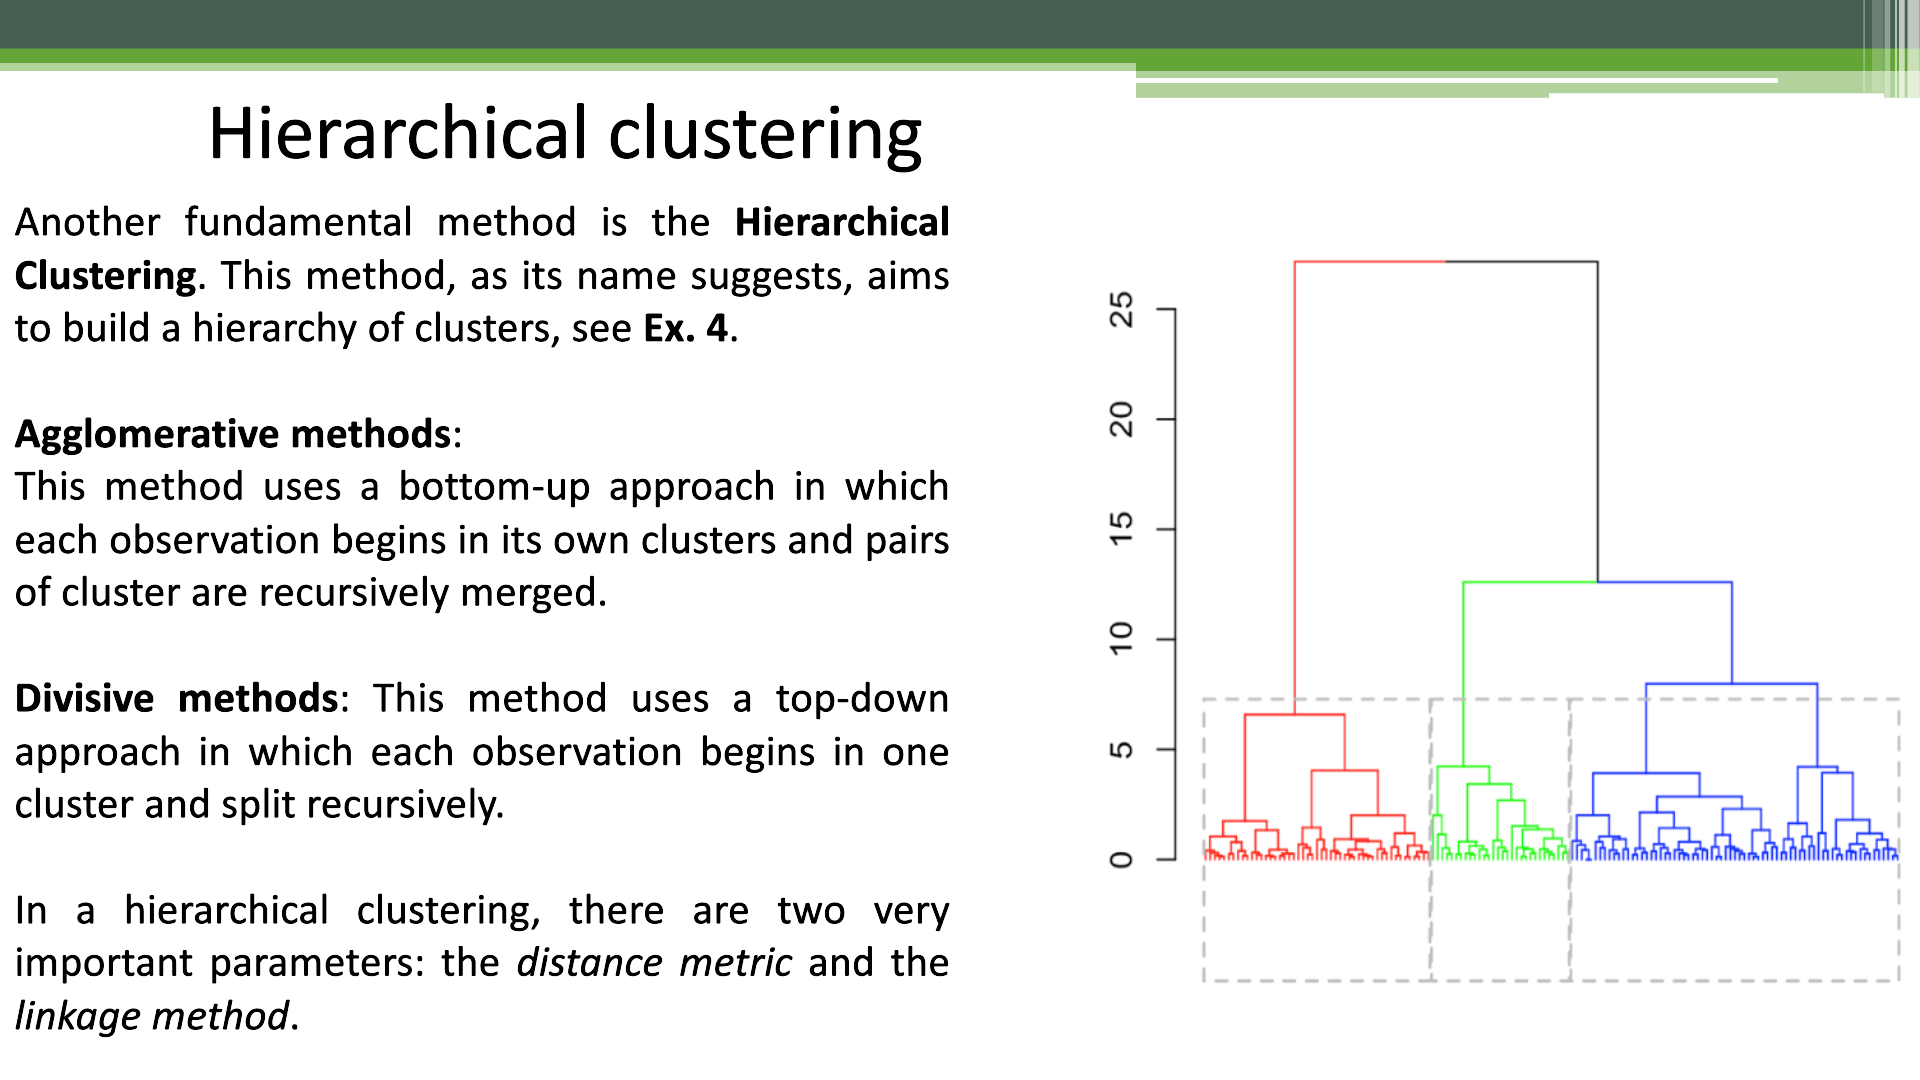 Hierarchical clustering
Another fundamental method is the Hierarchical
Clustering. This method, as its name suggests, aims
to build a hierarchy of clusters, see Ex. 4.
Agglomerative methods:
This method uses a bottom-up approach in which
each observation begins in its own clusters and pairs
of cluster are recursively merged.
Divisive methods: This method uses a top-down
approach in which each observation begins in one
cluster and split recursively.
In a hierarchical clustering, there are two very
important parameters: the distance metric and the
linkage method.
25
20
15
10
5
0